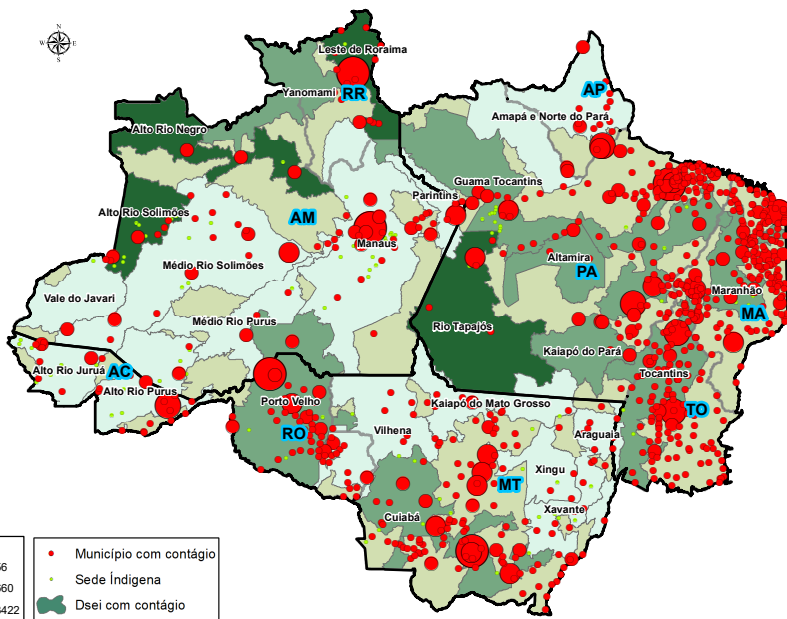 N
W E
S
Leste de Roraima
Yanomami
RR
AP
Amapá e Norte do Pará
Alto Rio Negro
Guama Tocantins
Parintins
Alto Rio Solimões
AM
Manaus
Médio Rio Solimões
Altamira
PA
Maranhão
MA
Vale do Javari
Médio Rio Purus
Rio Tapajós
Kaiapó do Pará
Alto Rio Juruá
AC
Tocantins
Alto Rio Purus
Porto Velho
Kaiapó do Mato Grosso
TO
RO
Vilhena
Araguaia
Xingu
MT
Xavante
Cuiabá
Município com contágio
Sede Índigena
Dsei com contágio